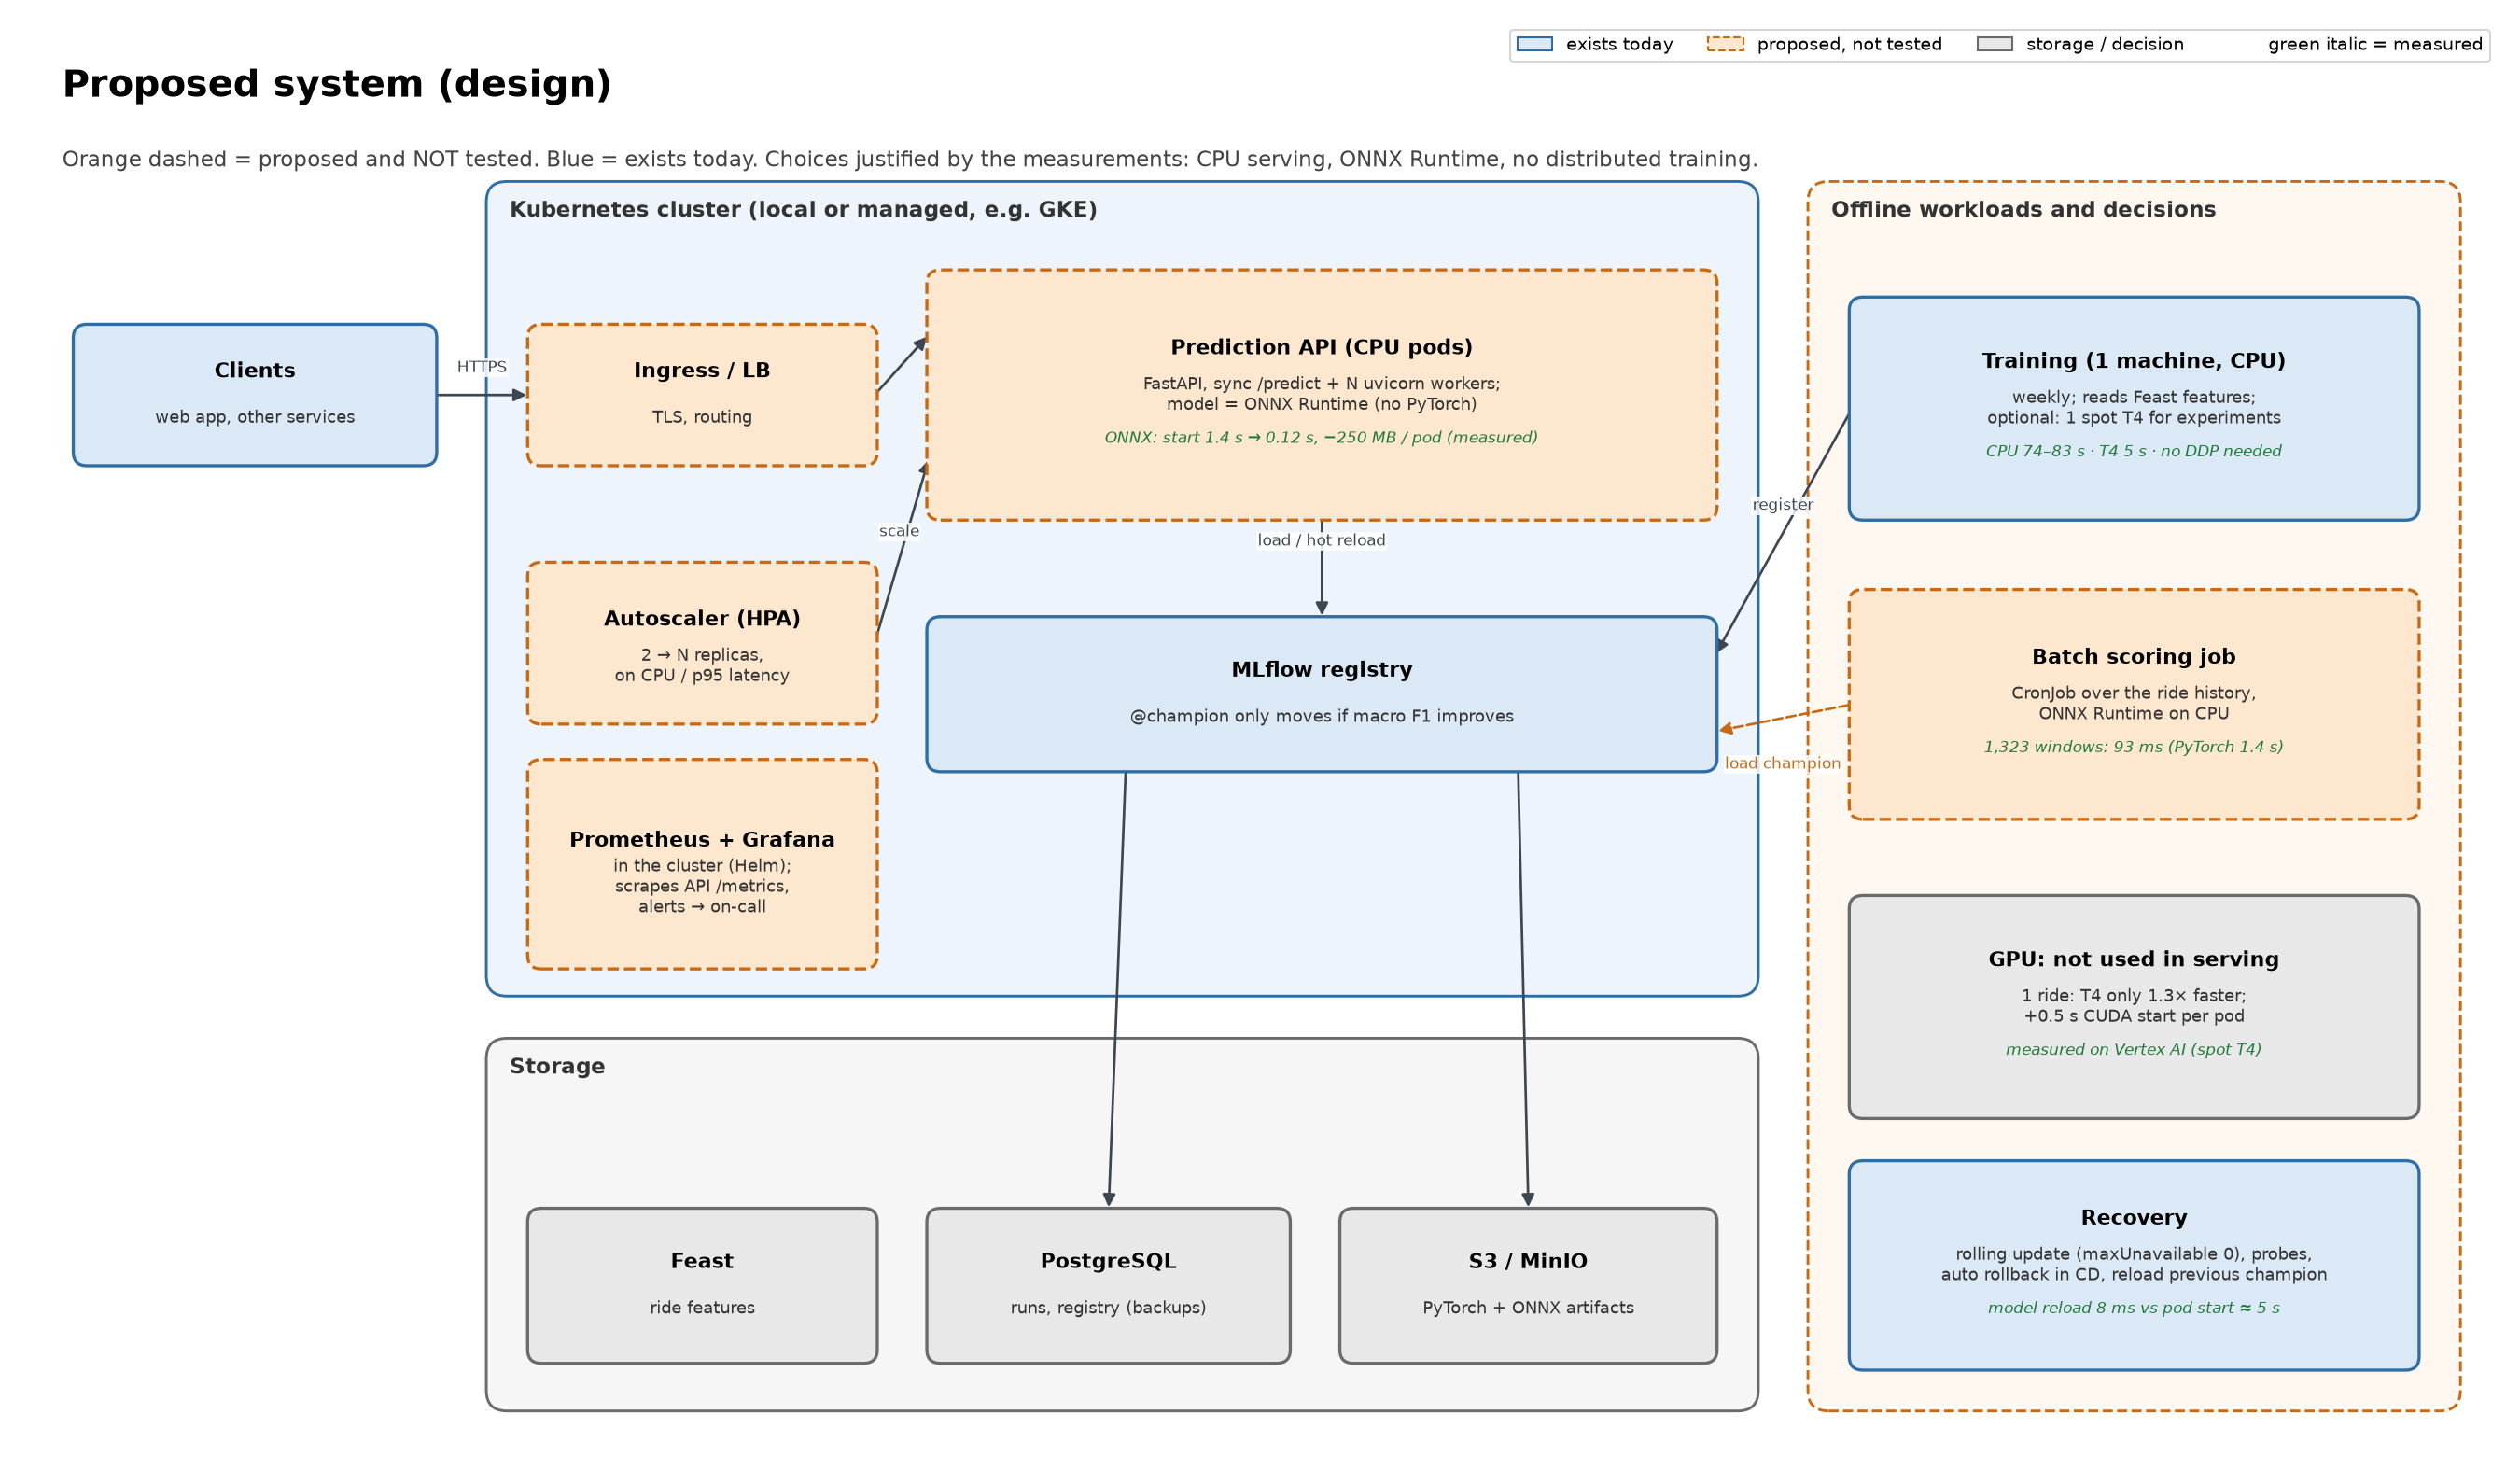 exists today
proposed, not tested
storage / decision
green italic = measured
Proposed system (design)
Orange dashed = proposed and NOT tested. Blue = exists today. Choices justified by the measurements: CPU serving, ONNX Runtime, no distributed training.
Kubernetes cluster (local or managed, e.g. GKE)
Clients
web app, other services
HTTPS
Ingress / LB
TLS, routing
Prediction API (CPU pods)
FastAPI, sync /predict + N uvicorn workers;
model = ONNX Runtime (no PyTorch)
ONNX: start 1.4 s → 0.12 s, −250 MB / pod (measured)
scale
load / hot reload
Autoscaler (HPA)
2 → N replicas,
on CPU / p95 latency
MLflow registry
@champion only moves if macro F1 improves
Prometheus + Grafana
in the cluster (Helm);
scrapes API /metrics,
alerts → on-call
Storage
Feast
ride features
PostgreSQL
runs, registry (backups)
S3 / MinIO
PyTorch + ONNX artifacts
Offline workloads and decisions
Training (1 machine, CPU)
weekly; reads Feast features;
optional: 1 spot T4 for experiments
CPU 74–83 s · T4 5 s · no DDP needed
register
Batch scoring job
CronJob over the ride history,
ONNX Runtime on CPU
1,323 windows: 93 ms (PyTorch 1.4 s)
load champion
GPU: not used in serving
1 ride: T4 only 1.3× faster;
+0.5 s CUDA start per pod
measured on Vertex AI (spot T4)
Recovery
rolling update (maxUnavailable 0), probes,
auto rollback in CD, reload previous champion
model reload 8 ms vs pod start ≈ 5 s